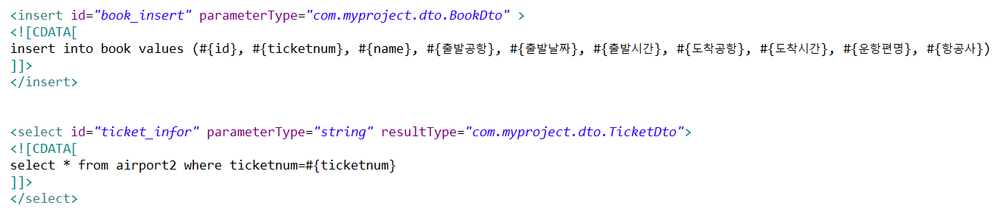 <insert id="book_insert" parameterType="com.myproject.dto.BookDto" >
<![CDATA[
insert into book values (#{id}, #{ticketnum}, #{name}, #{출발공항}, #{출발날짜}, #{출발시간}, #{도착공항}, #{도착시간}, #{운항편명}, #{항공사})
]]>
</insert>
<select id="ticket_infor" parameterType="string" resultType="com.myproject.dto.TicketDto">
<![CDATA[
select * from airport2 where ticketnum=#{ticketnum}
]]>
</select>